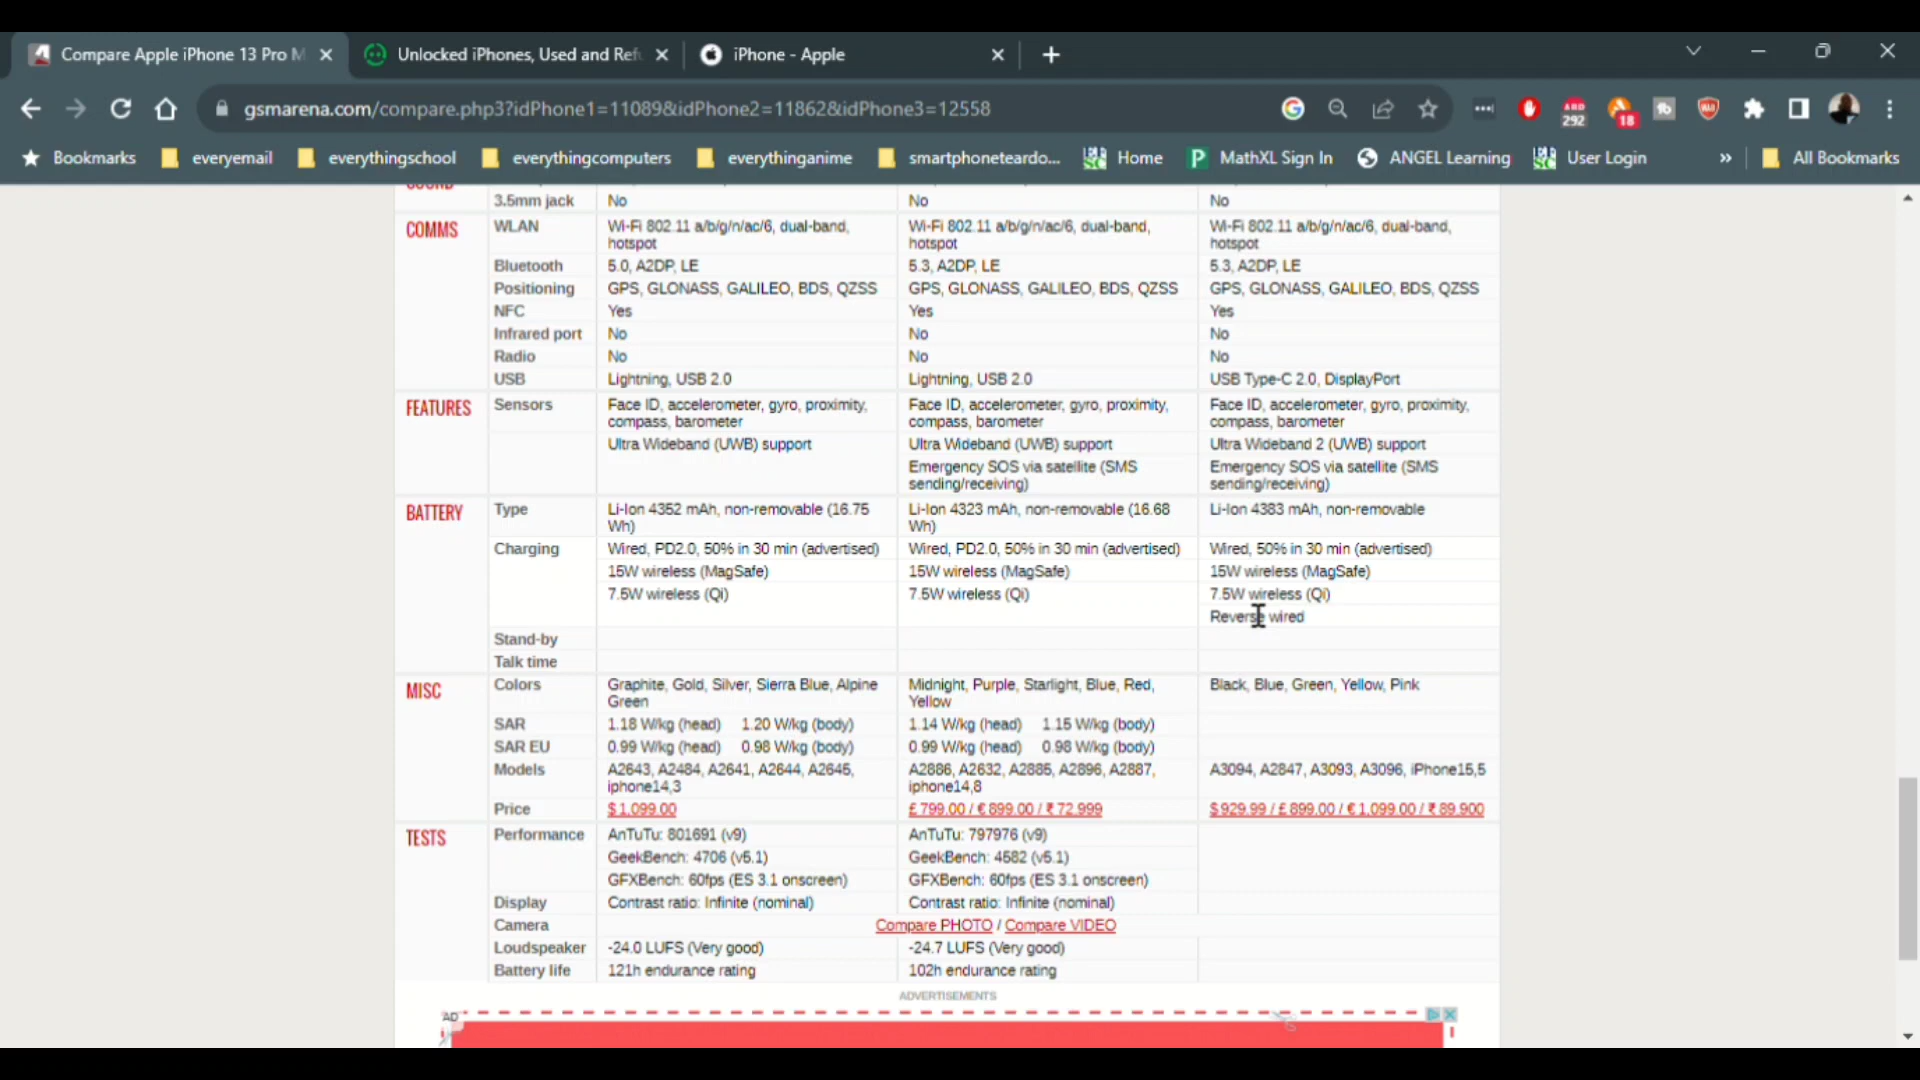 Compare Apple iPhone 13 Pro M
Unlocked iPhones, Used and Ref
iPhone - Apple
gsmarena.com/compare.php3?idPhone1=11089&idPhone2=11862&idPhone3=12558
ABD
292
18
Bookmarks
everyemail
everythingschool
everythingcomputers
everythinganime
smartphoneteardo...
Home
MathXL Sign In
ANGEL Learning
User Login
»
All Bookmarks
3.5mm jack No No No
COMMS WLAN Wi-Fi 802.11 a/b/g/n/ac/6, dual-band, Wi-Fi 802.11 a/b/g/n/ac/6, dual-band, Wi-Fi 802.11 a/b/g/n/ac/6, dual-band,
hotspot hotspot hotspot
Bluetooth 5.0, A2DP, LE 5.3, A2DP, LE 5.3, A2DP, LE
Positioning GPS, GLONASS, GALILEO, BDS, QZSS GPS, GLONASS, GALILEO, BDS, QZSS GPS, GLONASS, GALILEO, BDS, QZSS
NFC Yes Yes Yes
Infrared port No No No
Radio No No No
USB Lightning, USB 2.0 Lightning, USB 2.0 USB Type-C 2.0, DisplayPort
FEATURES Sensors Face ID, accelerometer, gyro, proximity, Face ID, accelerometer, gyro, proximity, Face ID, accelerometer, gyro, proximity,
compass, barometer compass, barometer compass, barometer
Ultra Wideband (UWB) support Ultra Wideband (UWB) support Ultra Wideband 2 (UWB) support
Emergency SOS via satellite (SMS Emergency SOS via satellite (SMS
sending/receiving) sending/receiving)
BATTERY Type Li-Ion 4352 mAh, non-removable (16.75 Li-Ion 4323 mAh, non-removable (16.68 Li-Ion 4383 mAh, non-removable
Wh) Wh)
Charging Wired, PD2.0, 50% in 30 min (advertised) Wired, PD2.0, 50% in 30 min (advertised) Wired, 50% in 30 min (advertised)
15W wireless (MagSafe) 15W wireless (MagSafe) 15W wireless (MagSafe)
7.5W wireless (Qi) 7.5W wireless (Qi) 7.5W wireless (Qi)
Reverse wired
Stand-by
Talk time
MISC Colors Graphite, Gold, Silver, Sierra Blue, Alpine Midnight, Purple, Starlight, Blue, Red, Black, Blue, Green, Yellow, Pink
Green Yellow
SAR 1.18 W/kg (head) 1.20 W/kg (body) 1.14 W/kg (head) 1.15 W/kg (body)
SAR EU 0.99 W/kg (head) 0.98 W/kg (body) 0.99 W/kg (head) 0.98 W/kg (body)
Models A2643, A2484, A2641, A2644, A2645, A2886, A2632, A2885, A2896, A2887, A3094, A2847, A3093, A3096, iPhone15,5
iphone14,3 iphone14,8
Price $ 1,099.00 £ 799.00 / € 899.00 / ₹ 72,999 $ 929.99 / £ 899.00 / € 1,099.00 / ₹ 89,900
TESTS Performance AnTuTu: 801691 (v9) AnTuTu: 797976 (v9)
GeekBench: 4706 (v5.1) GeekBench: 4582 (v5.1)
GFXBench: 60fps (ES 3.1 onscreen) GFXBench: 60fps (ES 3.1 onscreen)
Display Contrast ratio: Infinite (nominal) Contrast ratio: Infinite (nominal)
Camera Compare PHOTO / Compare VIDEO
Loudspeaker -24.0 LUFS (Very good) -24.7 LUFS (Very good)
Battery life 121h endurance rating 102h endurance rating
ADVERTISEMENTS
AD